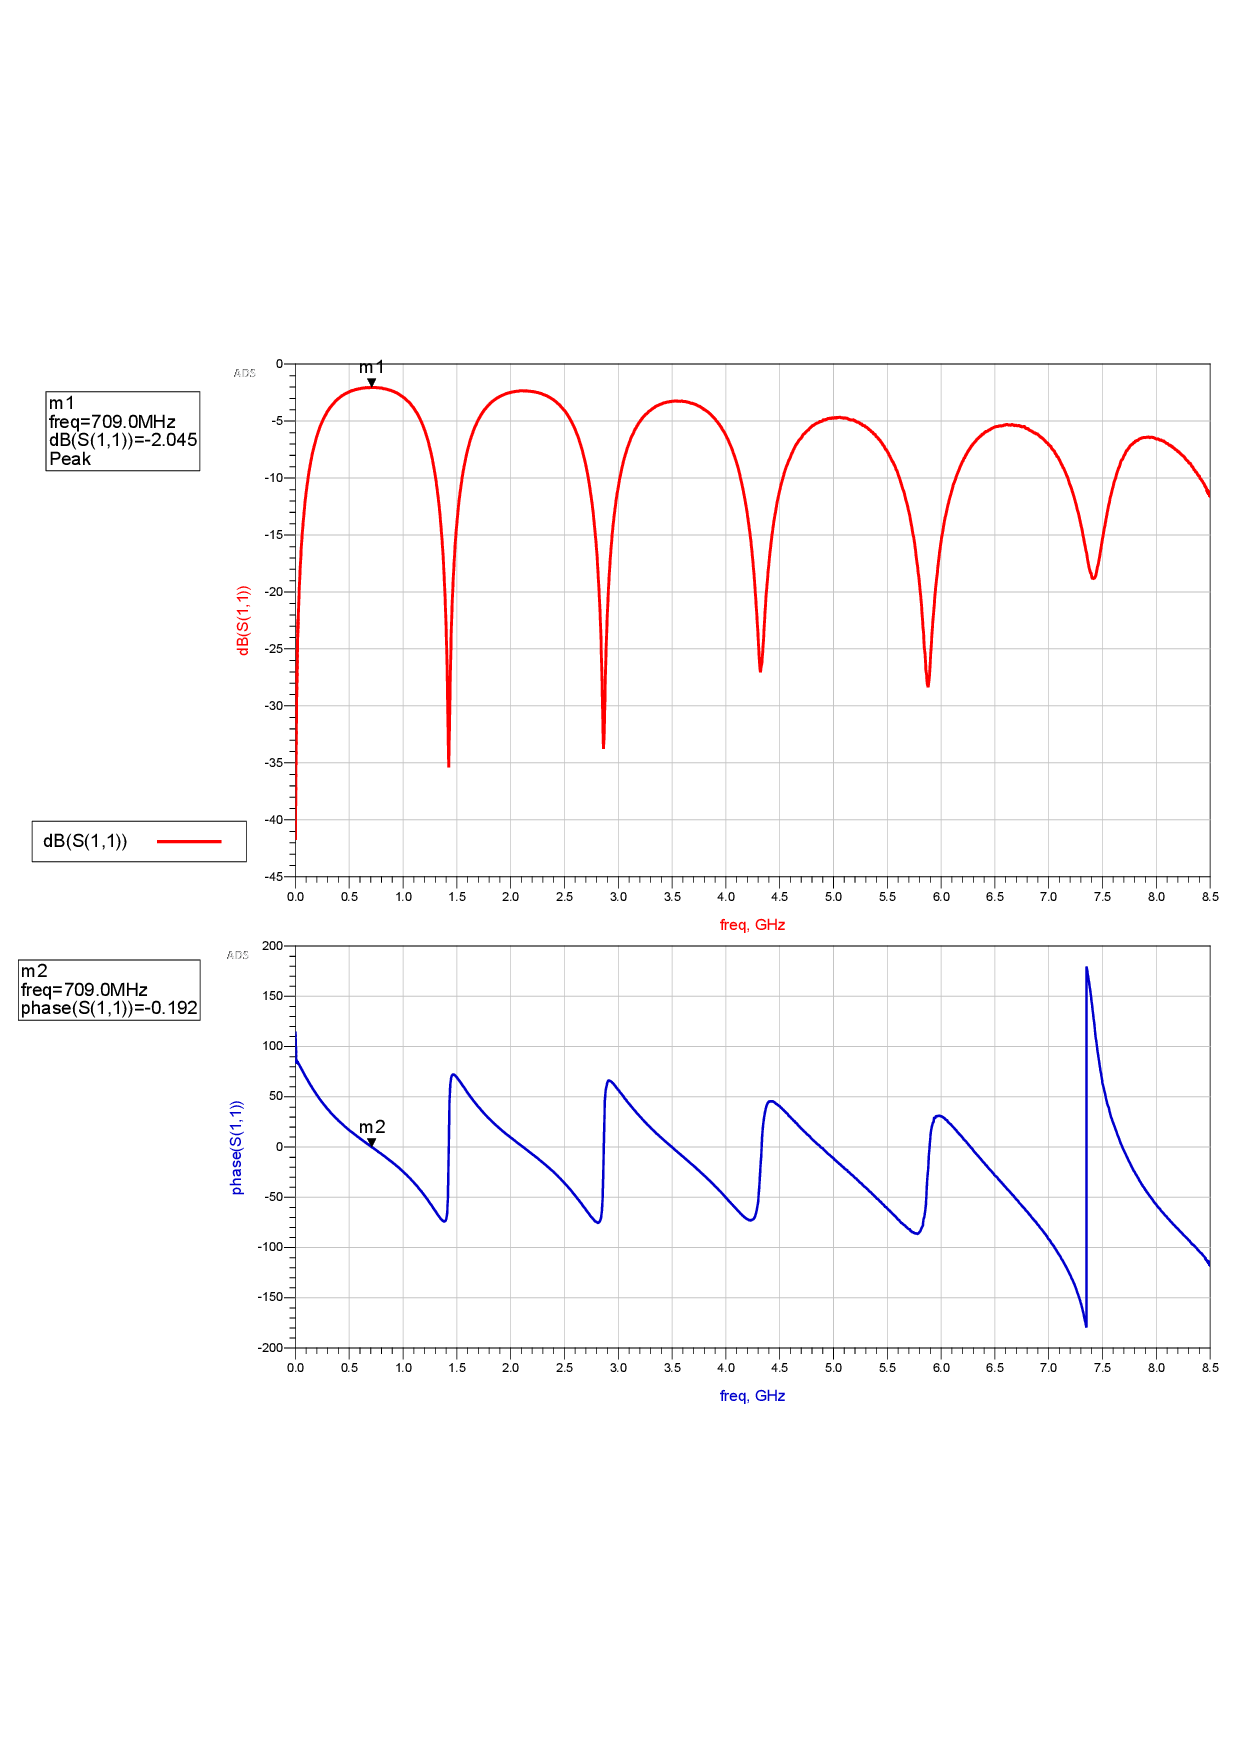 ADS
m1
m1
freq=709.0MHz
dB(S(1,1))=-2.045
Peak
0
-5
-10
-15
-20
-25
-30
-35
-40
-45
dB(S(1,1))
dB(S(1,1))
0.0 0.5 1.0 1.5 2.0 2.5 3.0 3.5 4.0 4.5 5.0 5.5 6.0 6.5 7.0 7.5 8.0 8.5
freq, GHz
ADS
m2
freq=709.0MHz
phase(S(1,1))=-0.192
m2
200
150
100
50
0
-50
-100
-150
-200
phase(S(1,1))
0.0 0.5 1.0 1.5 2.0 2.5 3.0 3.5 4.0 4.5 5.0 5.5 6.0 6.5 7.0 7.5 8.0 8.5
freq, GHz